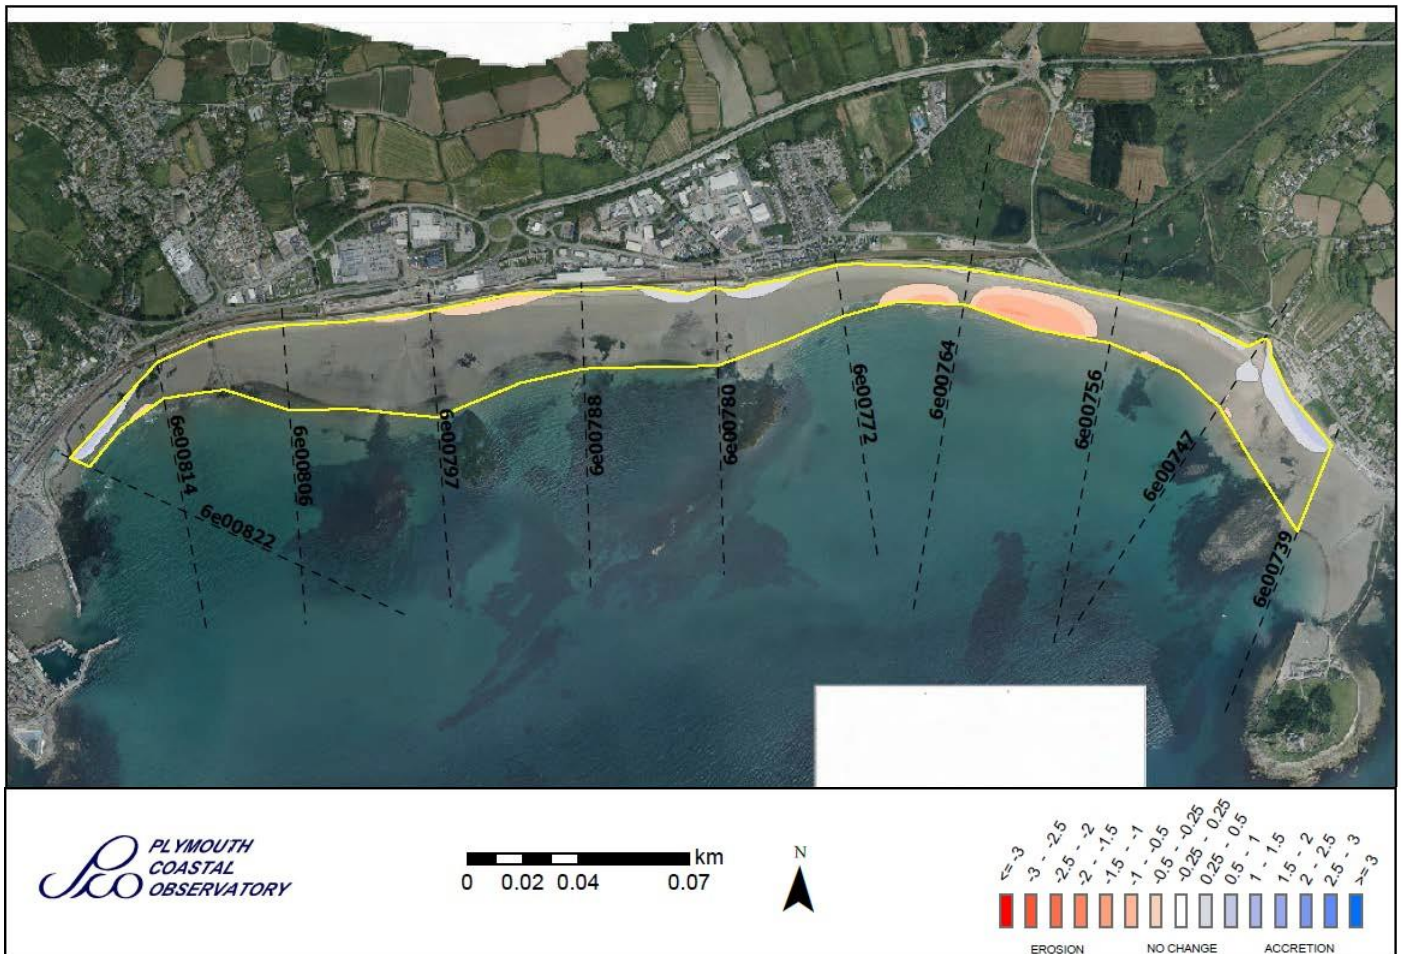 6e00814
6e00822
6e00806
6e00797
6e00788
6e00780
6e00772
6e00764
6e00756
6e00747
6e00739
PLYMOUTH
COASTAL
OBSERVATORY
km
0 0.02 0.04 0.07
N
<= -3
-3 - -2.5
-2.5 - -2
-2 - -1.5
-1.5 - -1
-1 - -0.5
-0.5 - -0.25
-0.25 - 0.25
0.25 - 0.5
0.5 - 1
1 - 1.5
1.5 - 2
2 - 2.5
2.5 - 3
>= 3
EROSION NO CHANGE ACCRETION